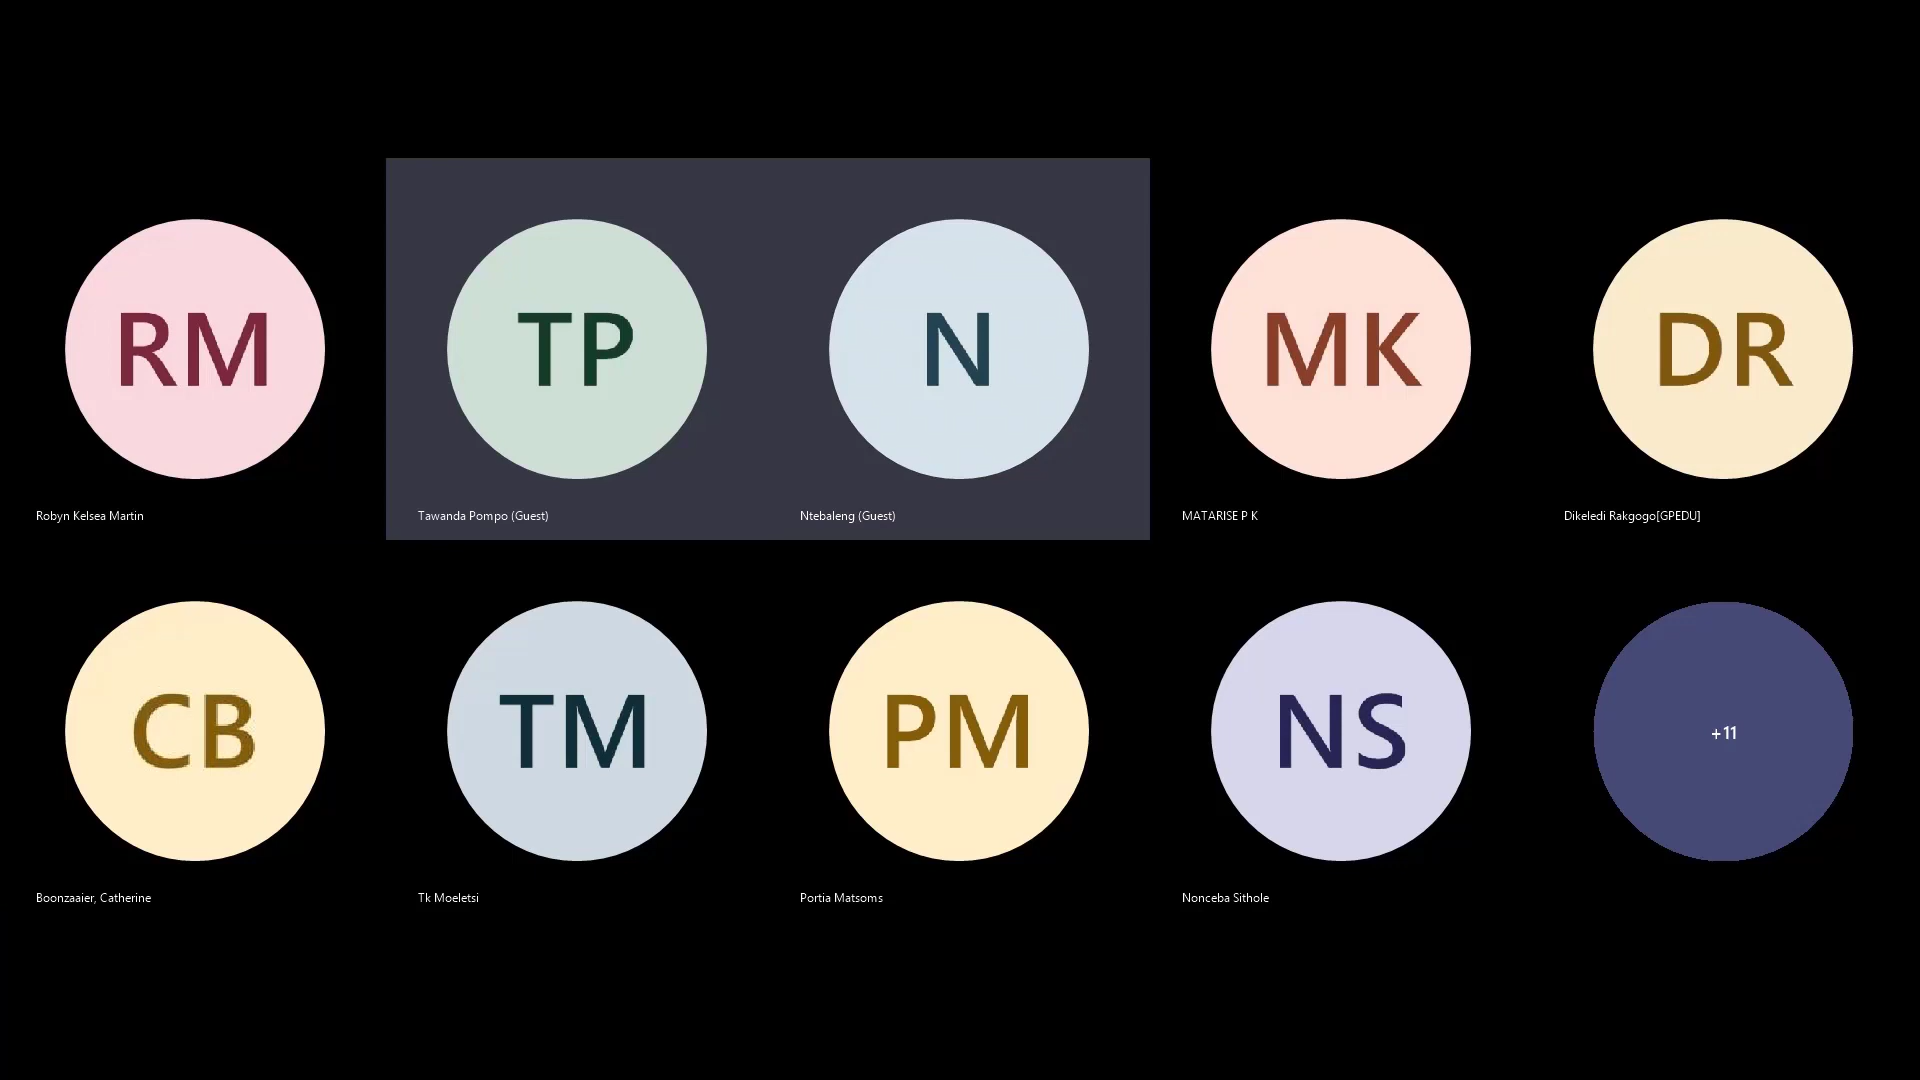 RM
TP
N
MK
DR
Robyn Kelsea Martin
Tawanda Pompo (Guest)
Ntebaleng (Guest)
MATARISE P K
Dikeledi Rakgogo[GPEDU]
CB
TM
PM
NS
+11
Boonzaaier, Catherine
Tk Moeletsi
Portia Matsoms
Nonceba Sithole